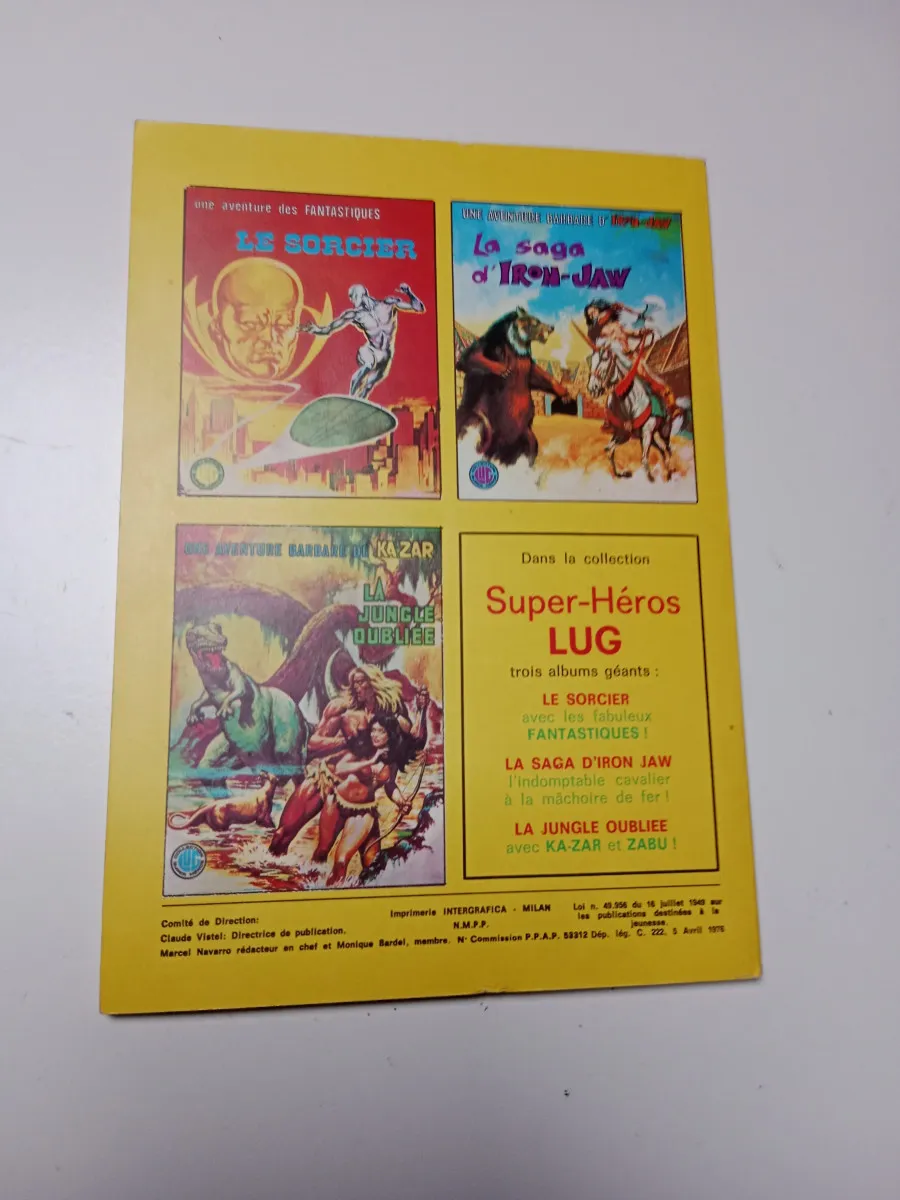 une aventure des FANTASTIQUES
LE SORCIER
UNE AVENTURE BARBARE D'IRON-JAW
La saga
d'IRON-JAW
LUG
UNE AVENTURE BARBARE DE KA-ZAR
LA
JUNGLE
OUBLIEE
LUG
Dans la collection
Super-Héros
LUG
trois albums géants :
LE SORCIER
avec les fabuleux
FANTASTIQUES !
LA SAGA D'IRON JAW
l'indomptable cavalier
à la mâchoire de fer !
LA JUNGLE OUBLIEE
avec KA-ZAR et ZABU !
Comité de Direction:
Claude Vistel: Directrice de publication.
Marcel Navarro rédacteur en chef et Monique Bardel, membre.
Imprimerie INTERGRAFICA - MILAN
N.M.P.P.
N° Commission P.P.A.P. 53312
Loi n. 49.956 du 16 juillet 1949 sur
les publications destinées à la
jeunesse.
Dép. lég. C. 222. 5 Avril 1976